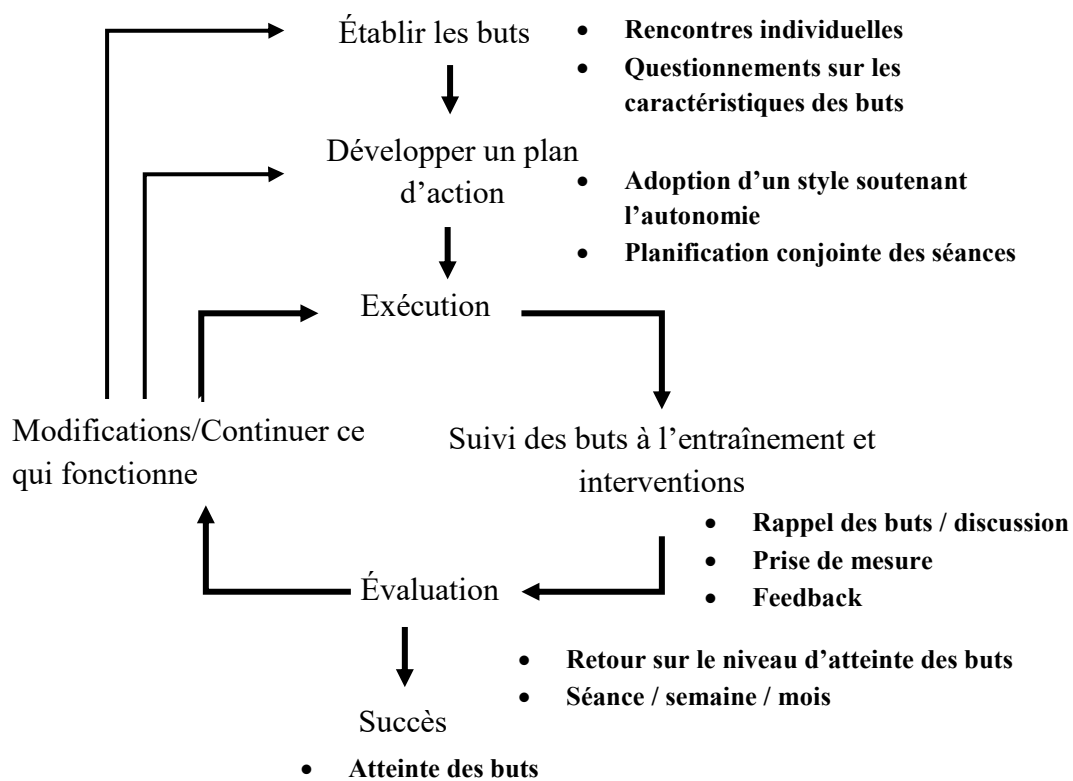 Établir les buts
• Rencontres individuelles
• Questionnements sur les
caractéristiques des buts
Développer un plan
d’action
• Adoption d’un style soutenant
l’autonomie
• Planification conjointe des séances
Exécution
Modifications/Continuer ce
qui fonctionne
Suivi des buts à l’entraînement et
interventions
• Rappel des buts / discussion
• Prise de mesure
• Feedback
Évaluation
• Retour sur le niveau d’atteinte des buts
• Séance / semaine / mois
Succès
• Atteinte des buts